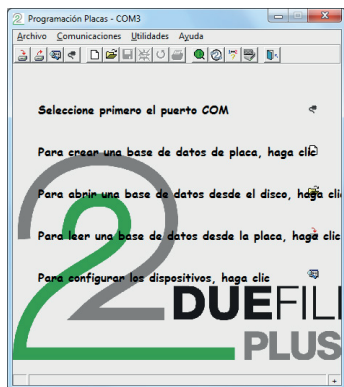 Programación Placas - COM3
Archivo Comunicaciones Utilidades Ayuda
Seleccione primero el puerto COM
Para crear una base de datos de placa, haga clic
Para abrir una base de datos desde el disco, haga clic
Para leer una base de datos desde la placa, haga clic
Para configurar los dispositivos, haga clic
2
DUEFILI
PLUS